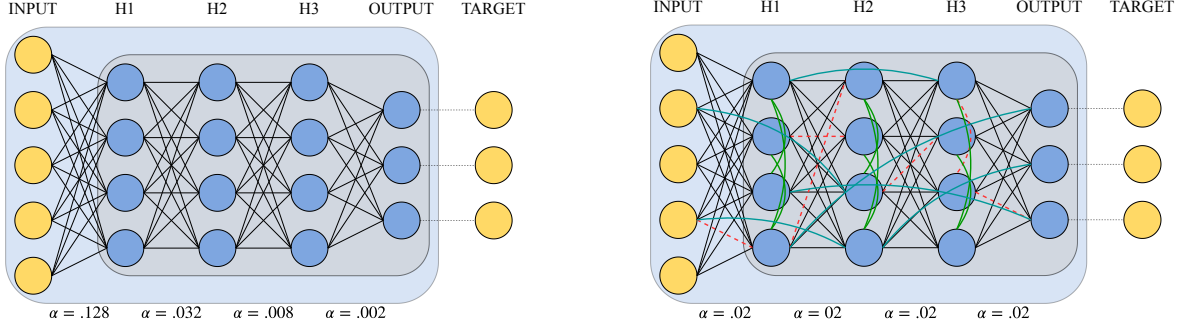 INPUT H1 H2 H3 OUTPUT TARGET
α = .128 α = .032 α = .008 α = .002
INPUT H1 H2 H3 OUTPUT TARGET
α = .02 α = 02 α = .02 α = .02